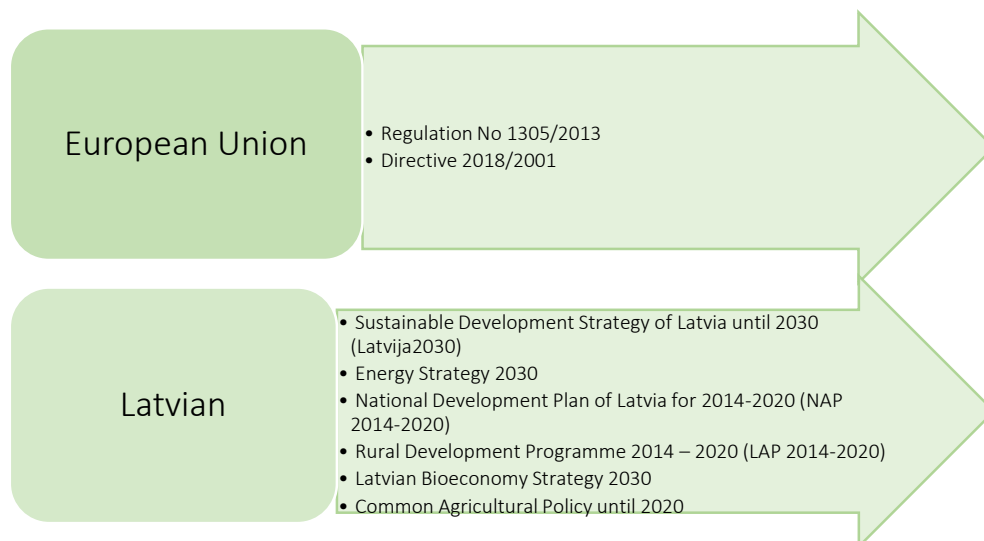 European Union
• Regulation No 1305/2013
• Directive 2018/2001
Latvian
• Sustainable Development Strategy of Latvia until 2030
(Latvija2030)
• Energy Strategy 2030
• National Development Plan of Latvia for 2014-2020 (NAP
2014-2020)
• Rural Development Programme 2014 – 2020 (LAP 2014-2020)
• Latvian Bioeconomy Strategy 2030
• Common Agricultural Policy until 2020